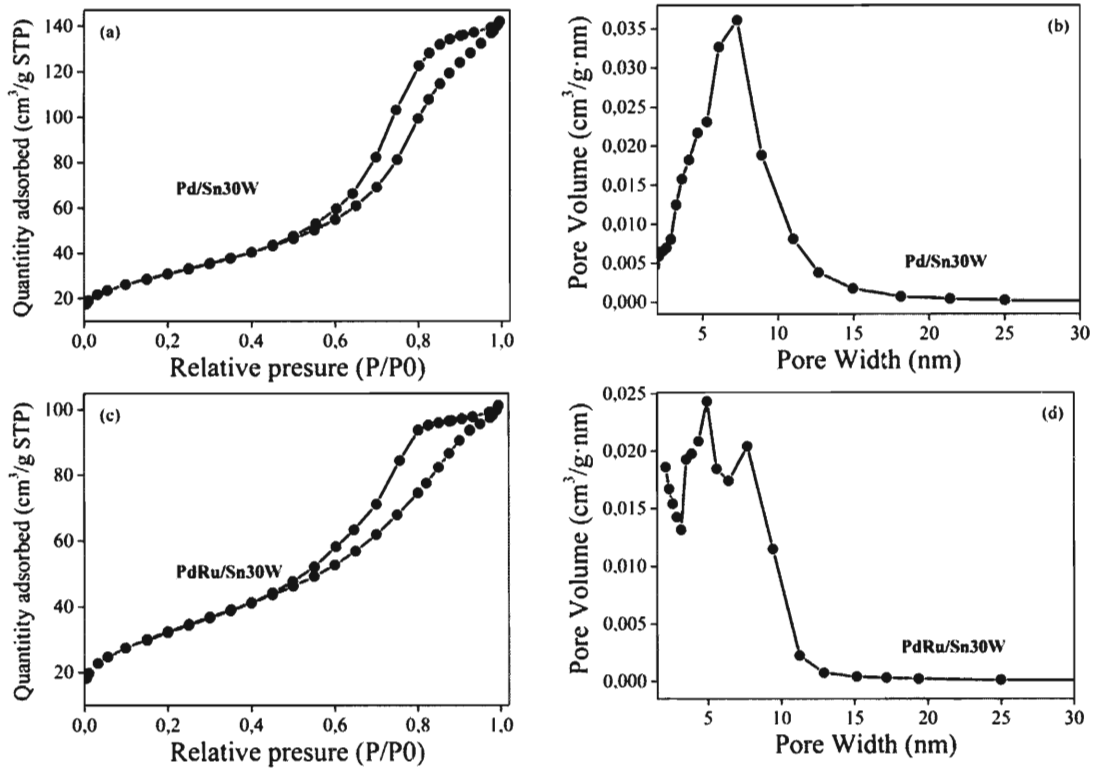 (a)
Quantitity adsorbed (cm³/g STP)
140
120
100
80
60
40
20
Pd/Sn30W
0,0 0,2 0,4 0,6 0,8 1,0
Relative presure (P/P0)
(b)
Pore Volume (cm³/g·nm)
0,035
0,030
0,025
0,020
0,015
0,010
0,005
0,000
Pd/Sn30W
5 10 15 20 25 30
Pore Width (nm)
(c)
Quantitity adsorbed (cm³/g STP)
100
80
60
40
20
PdRu/Sn30W
0,0 0,2 0,4 0,6 0,8 1,0
Relative presure (P/P0)
(d)
Pore Volume (cm³/g·nm)
0,025
0,020
0,015
0,010
0,005
0,000
PdRu/Sn30W
5 10 15 20 25 30
Pore Width (nm)